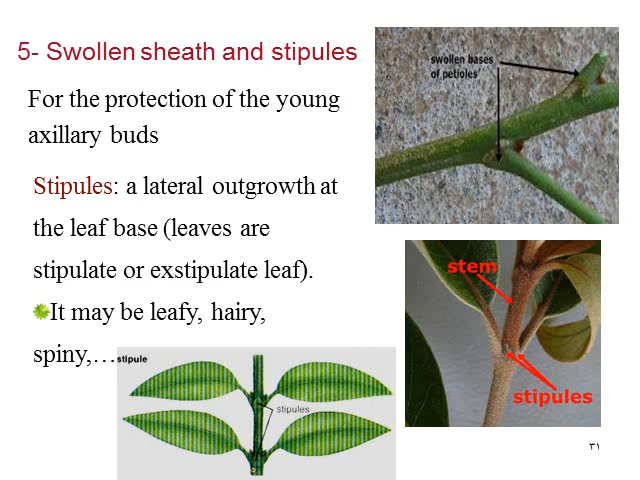 5- Swollen sheath and stipules
For the protection of the young
axillary buds
Stipules: a lateral outgrowth at
the leaf base (leaves are
stipulate or exstipulate leaf).
It may be leafy, hairy,
spiny,…
swollen bases
of petioles
stem
stipules
stipule
stipules
٣١